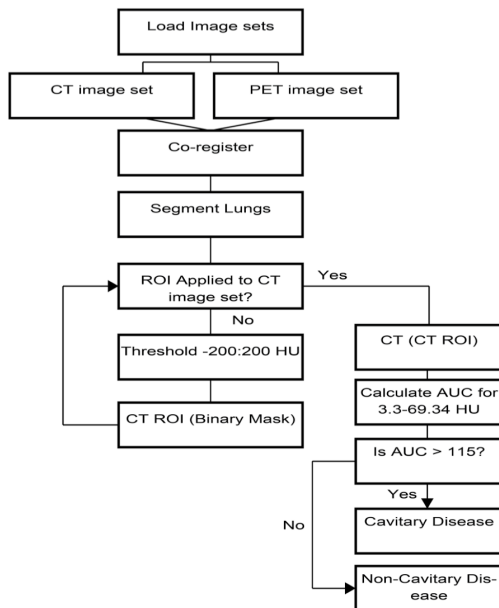 Load Image sets
CT image set
PET image set
Co-register
Segment Lungs
ROI Applied to CT
image set?
Yes
No
Threshold -200:200 HU
CT ROI (Binary Mask)
CT (CT ROI)
Calculate AUC for
3.3-69.34 HU
Is AUC > 115?
Yes
No
Cavitary Disease
Non-Cavitary Dis-
ease